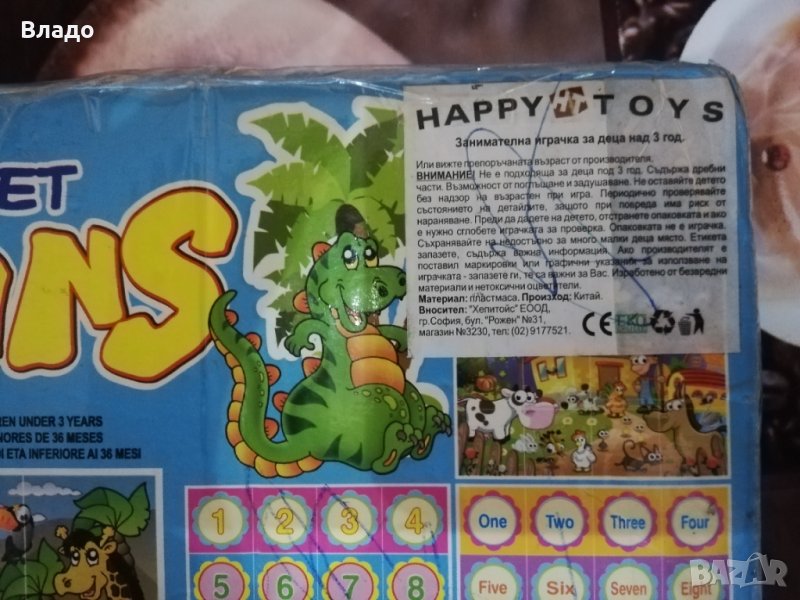 Владо
HAPPY HT TOYS
Занимателна играчка за деца над 3 год.
Или вижте препоръчаната възраст от производителя.
ВНИМАНИЕ! Не е подходяща за деца под 3 год. Съдържа дребни
части. Възможност от поглъщане и задушаване. Не оставяйте детето
без надзор на възрастен при игра. Периодично проверявайте
състоянието на детайлите, защото при повреда има риск от
нараняване. Преди да дадете на детето, отстранете опаковката и ако
е нужно сглобете играчката за проверка. Опаковката не е играчка.
Съхранявайте на недостъпно за много малки деца място. Етикета
запазете, съдържа важна информация. Ако производителят е
поставил маркировки или графични указания за използване на
играчката - запазете ги, те са важни за Вас. Изработено от безвредни
материали и нетоксични оцветители.
Материал: пластмаса. Произход: Китай.
Вносител: "Хепитойс" ЕООД,
гр.София, бул. "Рожен" №31,
магазин №3230, тел: (02) 9177521.
CE
ET
NS
REN UNDER 3 YEARS
NORES DE 36 MESES
DI ETA INFERIORE AI 36 MESI
1 2 3 4
5 6 7 8
One Two Three Four
Five Six Seven Eight
BAZAR